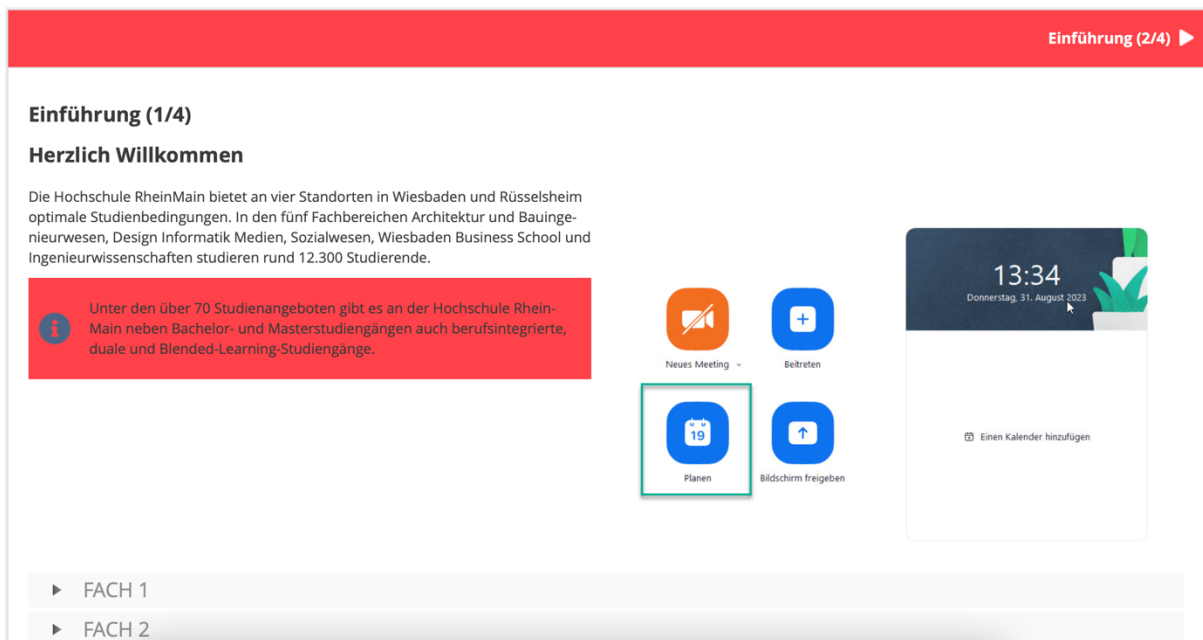 Einführung (2/4)
Einführung (1/4)
Herzlich Willkommen
Die Hochschule RheinMain bietet an vier Standorten in Wiesbaden und Rüsselsheim
optimale Studienbedingungen. In den fünf Fachbereichen Architektur und Bauinge-
nieurwesen, Design Informatik Medien, Sozialwesen, Wiesbaden Business School und
Ingenieurwissenschaften studieren rund 12.300 Studierende.
Unter den über 70 Studienangeboten gibt es an der Hochschule Rhein-
Main neben Bachelor- und Masterstudiengängen auch berufsintegrierte,
duale und Blended-Learning-Studiengänge.
Neues Meeting
Beitreten
19
Planen
Bildschirm freigeben
13:34
Donnerstag, 31. August 2023
Einen Kalender hinzufügen
FACH 1
FACH 2